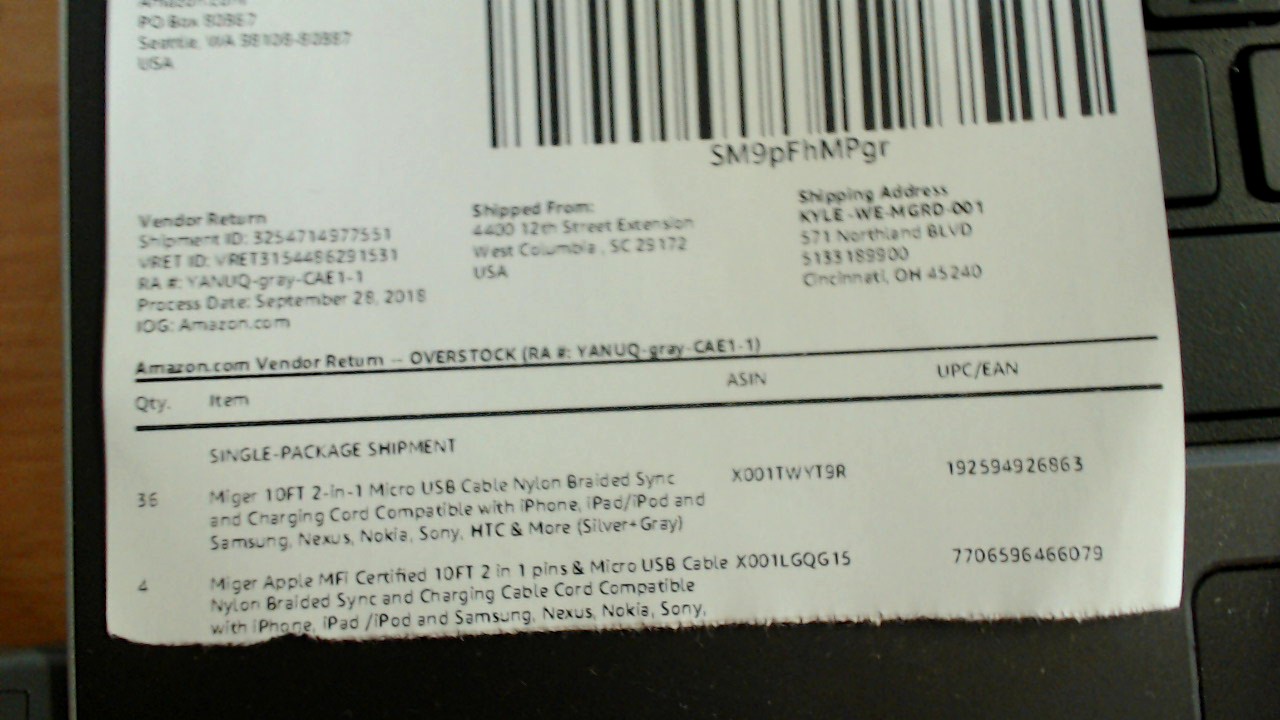 Amazon.com
PO Box 80387
Seattle, WA 98108-80387
USA
SM9pFhMPgr
Vendor Return
Shipment ID: 3254714977551
VRET ID: VRET3154486291531
RA #: YANUQ-gray-CAE1-1
Process Date: September 28, 2018
IOG: Amazon.com
Shipped From:
4400 12th Street Extension
West Columbia , SC 29172
USA
Shipping Address
KYLE-WE-MGRD-001
571 Northland BLVD
5133189900
Cincinnati, OH 45240
Amazon.com Vendor Return -- OVERSTOCK (RA #: YANUQ-gray-CAE1-1)
Qty. Item ASIN UPC/EAN
SINGLE-PACKAGE SHIPMENT
36 Miger 10FT 2-in-1 Micro USB Cable Nylon Braided Sync X001TWYT9R 192594926863
and Charging Cord Compatible with iPhone, iPad/iPod and
Samsung, Nexus, Nokia, Sony, HTC & More (Silver+Gray)
4 Miger Apple MFi Certified 10FT 2 in 1 pins & Micro USB Cable X001LGQG15 7706596466079
Nylon Braided Sync and Charging Cable Cord Compatible
with iPhone, iPad /iPod and Samsung, Nexus, Nokia, Sony,